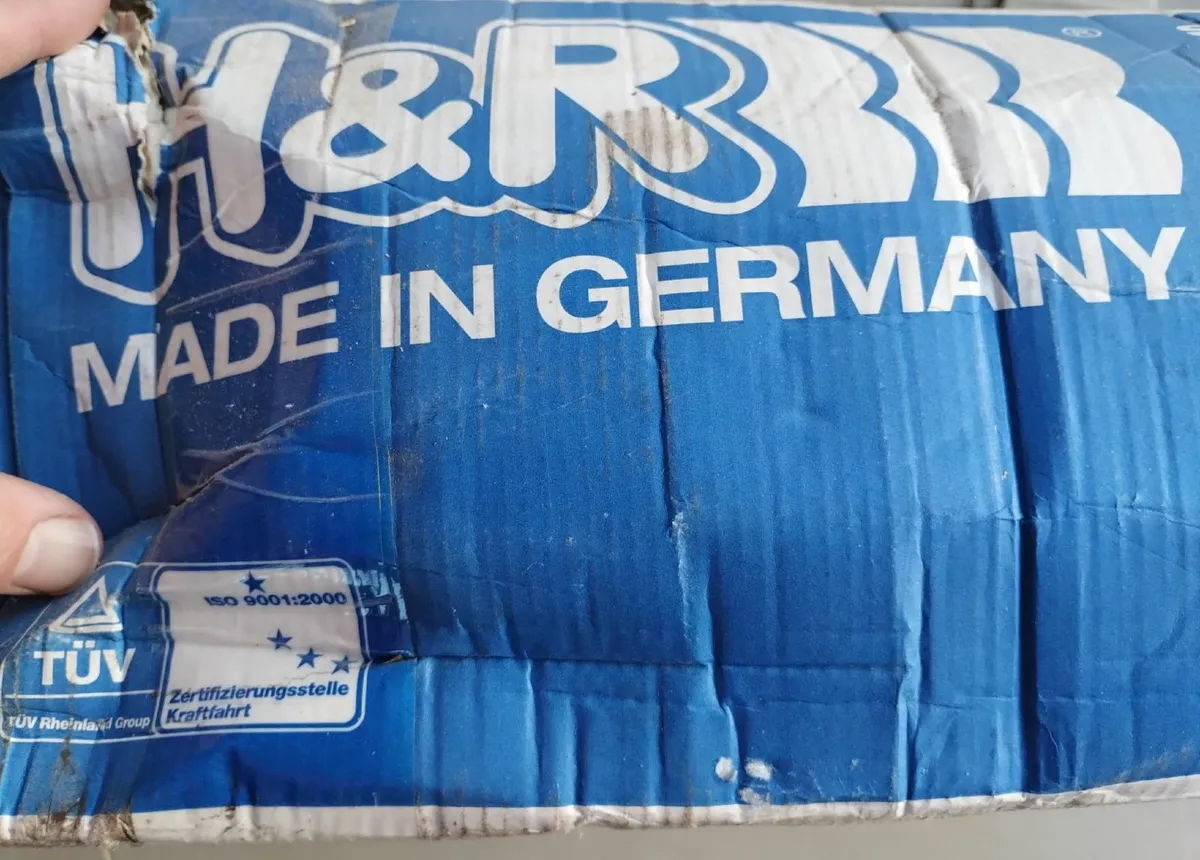 H&R®
MADE IN GERMANY
ISO 9001:2000
TÜV
Zertifizierungsstelle
Kraftfahrt
TÜV Rheinland Group